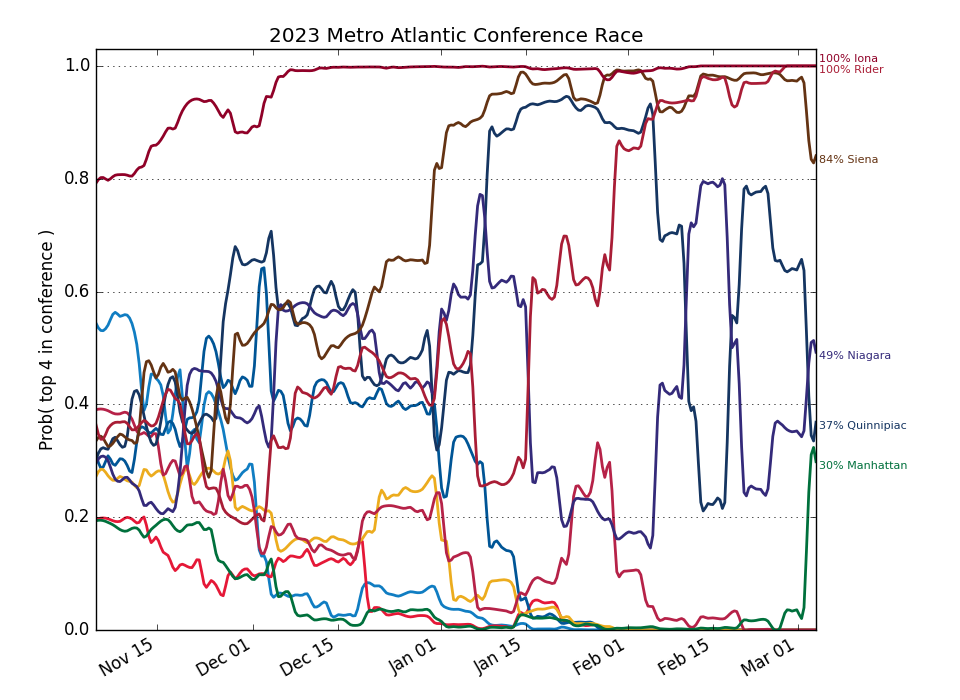 2023 Metro Atlantic Conference Race
Prob( top 4 in conference )
1.0
0.8
0.6
0.4
0.2
0.0
Nov 15
Dec 01
Dec 15
Jan 01
Jan 15
Feb 01
Feb 15
Mar 01
100% Iona
100% Rider
84% Siena
49% Niagara
37% Quinnipiac
30% Manhattan